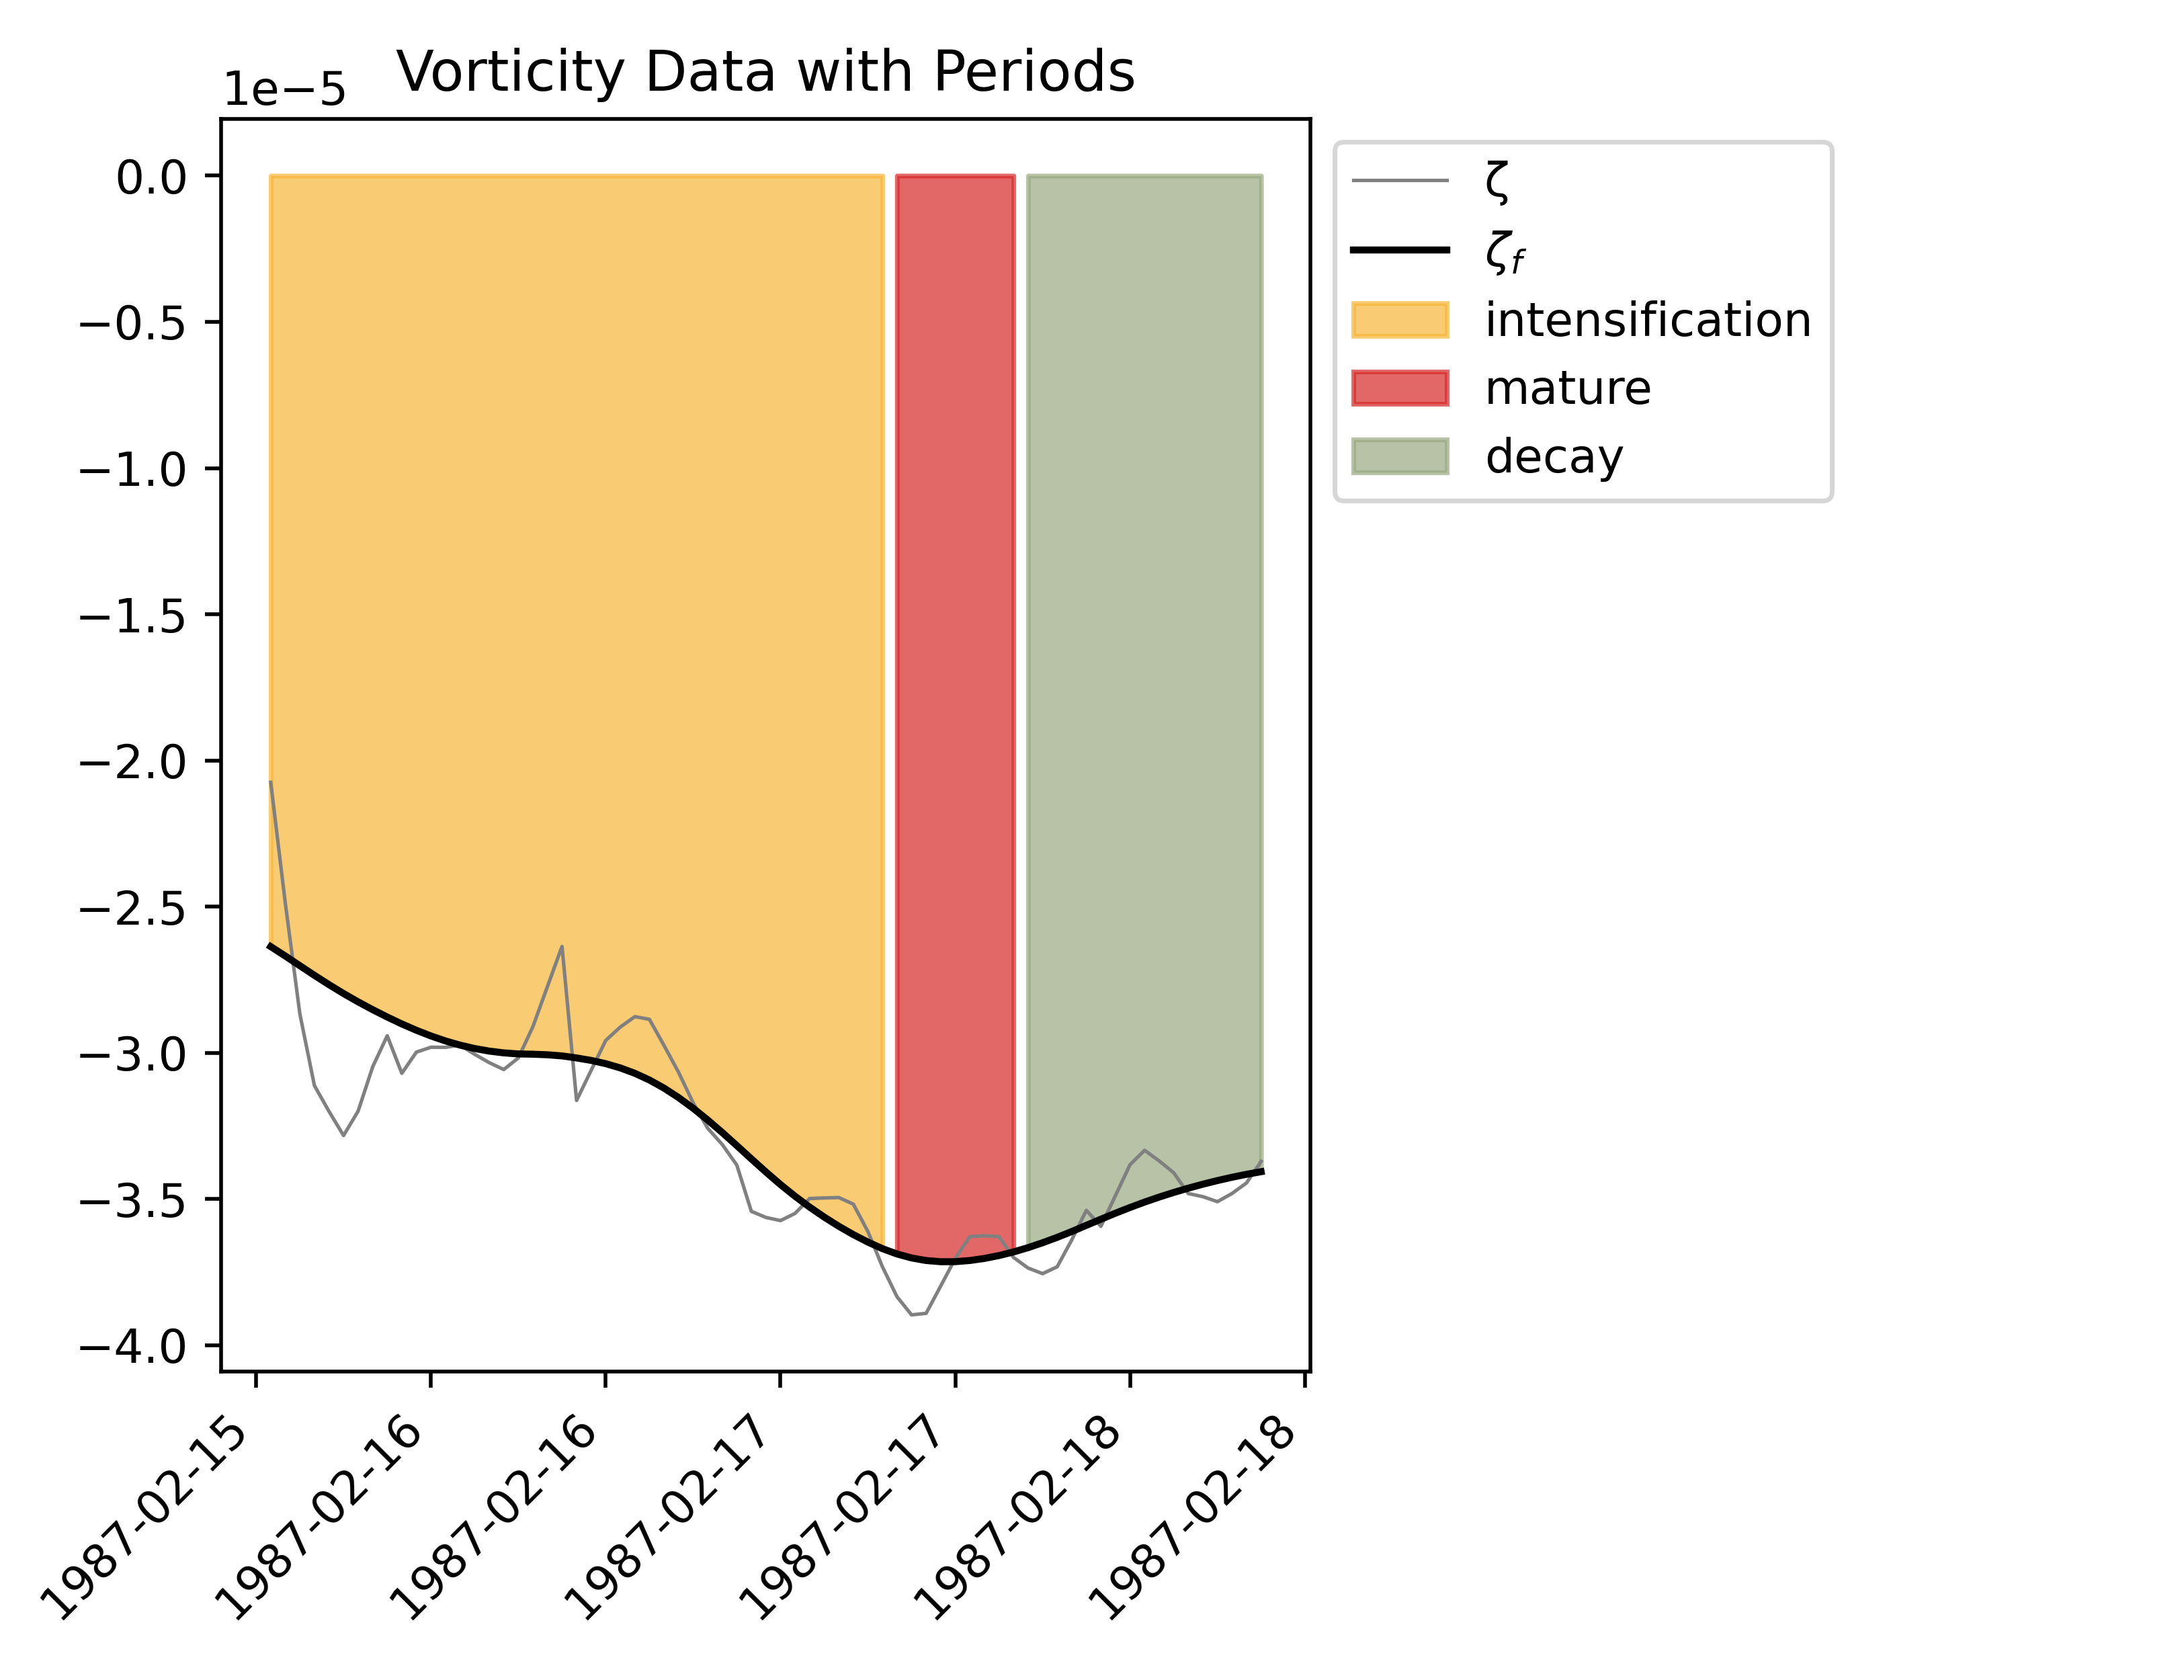 Vorticity Data with Periods
1e−5
0.0
−0.5
−1.0
−1.5
−2.0
−2.5
−3.0
−3.5
−4.0
1987-02-15
1987-02-16
1987-02-16
1987-02-17
1987-02-17
1987-02-18
1987-02-18
ζ
ζf
intensification
mature
decay